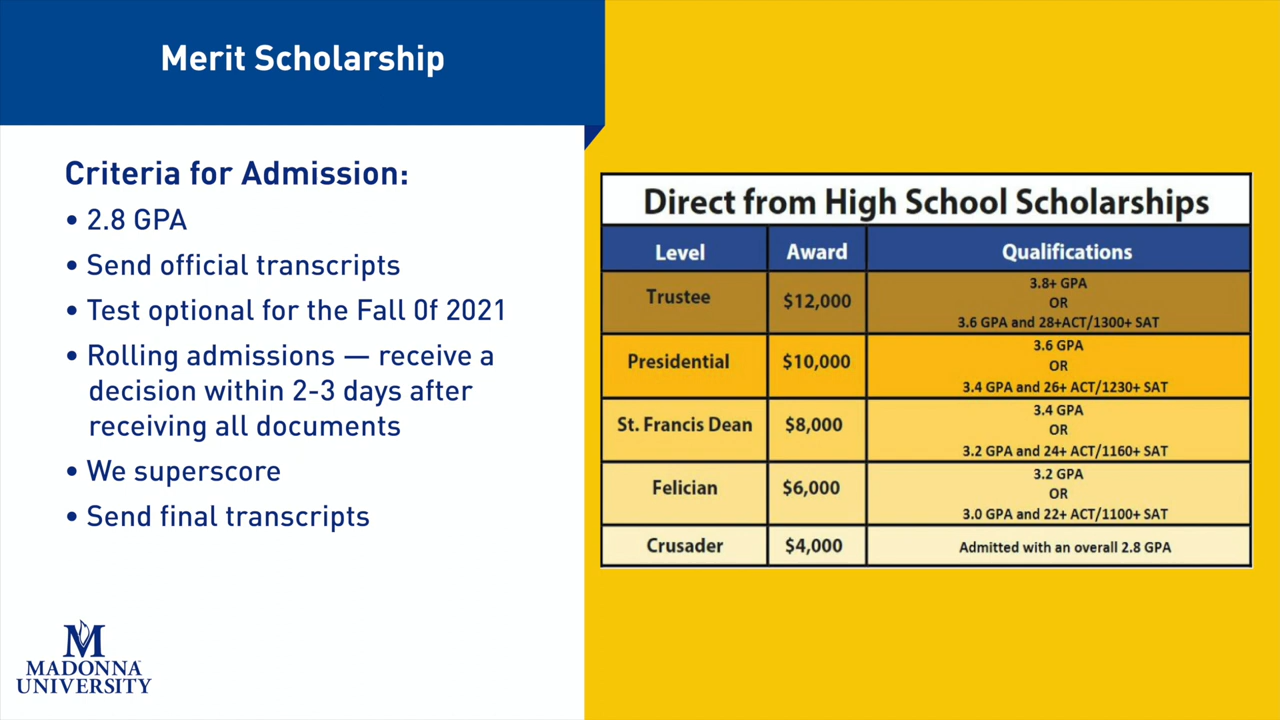 Merit Scholarship
Criteria for Admission:
• 2.8 GPA
• Send official transcripts
• Test optional for the Fall 0f 2021
• Rolling admissions — receive a
decision within 2-3 days after
receiving all documents
• We superscore
• Send final transcripts
M
MADONNA
UNIVERSITY
Direct from High School Scholarships
Level Award Qualifications
Trustee $12,000 3.8+ GPA
OR
3.6 GPA and 28+ACT/1300+ SAT
Presidential $10,000 3.6 GPA
OR
3.4 GPA and 26+ ACT/1230+ SAT
St. Francis Dean $8,000 3.4 GPA
OR
3.2 GPA and 24+ ACT/1160+ SAT
Felician $6,000 3.2 GPA
OR
3.0 GPA and 22+ ACT/1100+ SAT
Crusader $4,000 Admitted with an overall 2.8 GPA